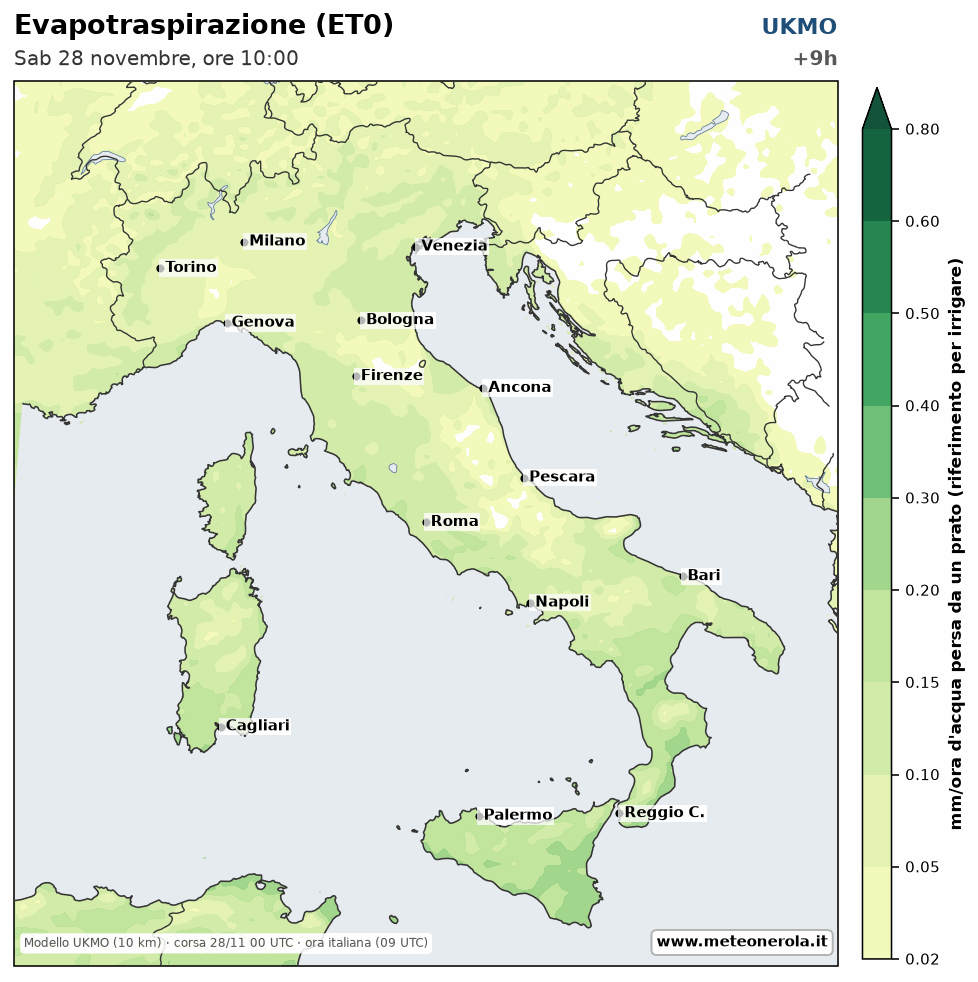 Evapotraspirazione (ET0)
UKMO
Sab 28 novembre, ore 10:00
+9h
Milano
Venezia
Torino
Genova
Bologna
Firenze
Ancona
Pescara
Roma
Bari
Napoli
Cagliari
Palermo
Reggio C.
Modello UKMO (10 km) · corsa 28/11 00 UTC · ora italiana (09 UTC)
www.meteonerola.it
0.80
0.60
0.50
0.40
0.30
0.20
0.15
0.10
0.05
0.02
mm/ora d'acqua persa da un prato (riferimento per irrigare)